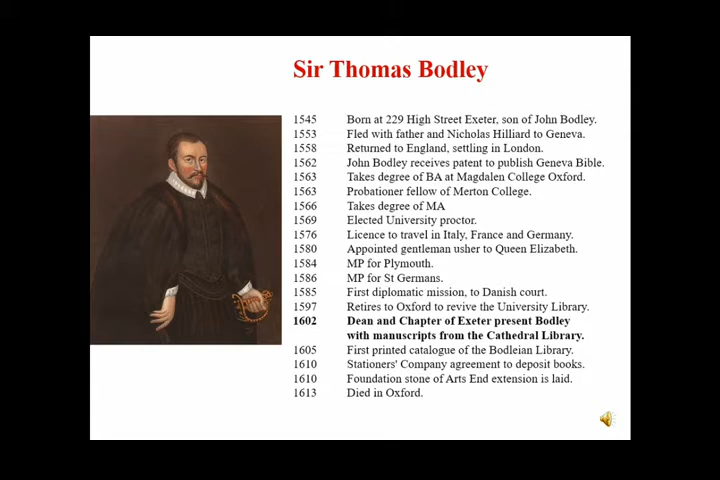 Sir Thomas Bodley
1545 Born at 229 High Street Exeter, son of John Bodley.
1553 Fled with father and Nicholas Hilliard to Geneva.
1558 Returned to England, settling in London.
1562 John Bodley receives patent to publish Geneva Bible.
1563 Takes degree of BA at Magdalen College Oxford.
1563 Probationer fellow of Merton College.
1566 Takes degree of MA
1569 Elected University proctor.
1576 Licence to travel in Italy, France and Germany.
1580 Appointed gentleman usher to Queen Elizabeth.
1584 MP for Plymouth.
1586 MP for St Germans.
1585 First diplomatic mission, to Danish court.
1597 Retires to Oxford to revive the University Library.
1602 Dean and Chapter of Exeter present Bodley
with manuscripts from the Cathedral Library.
1605 First printed catalogue of the Bodleian Library.
1610 Stationers' Company agreement to deposit books.
1610 Foundation stone of Arts End extension is laid.
1613 Died in Oxford.